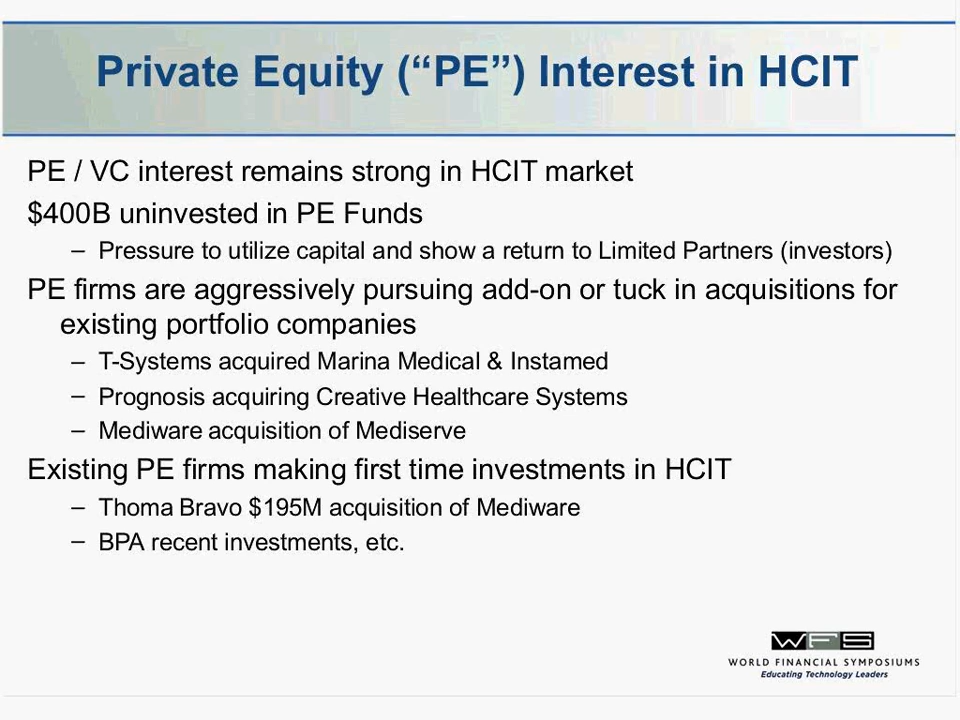 Private Equity (“PE”) Interest in HCIT
PE / VC interest remains strong in HCIT market
$400B uninvested in PE Funds
– Pressure to utilize capital and show a return to Limited Partners (investors)
PE firms are aggressively pursuing add-on or tuck in acquisitions for
existing portfolio companies
– T-Systems acquired Marina Medical & Instamed
– Prognosis acquiring Creative Healthcare Systems
– Mediware acquisition of Mediserve
Existing PE firms making first time investments in HCIT
– Thoma Bravo $195M acquisition of Mediware
– BPA recent investments, etc.
WFS
WORLD FINANCIAL SYMPOSIUMS
Educating Technology Leaders